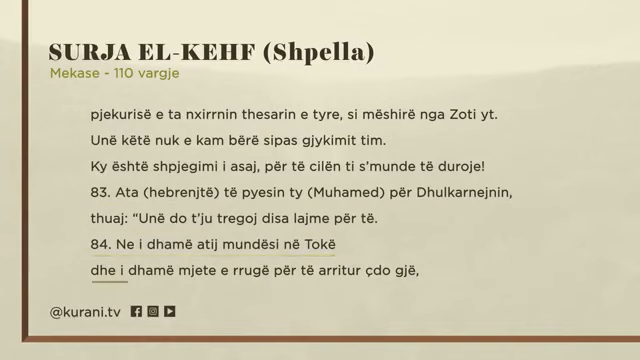 SURJA EL-KEHF (Shpella)
Mekase - 110 vargje
pjekurisë e ta nxirrnin thesarin e tyre, si mëshirë nga Zoti yt.
Unë këtë nuk e kam bërë sipas gjykimit tim.
Ky është shpjegimi i asaj, për të cilën ti s’munde të duroje!
83. Ata (hebrenjtë) të pyesin ty (Muhamed) për Dhulkarnejnin,
thuaj: “Unë do t’ju tregoj disa lajme për të.
84. Ne i dhamë atij mundësi në Tokë
dhe i dhamë mjete e rrugë për të arritur çdo gjë,
@kurani.tv